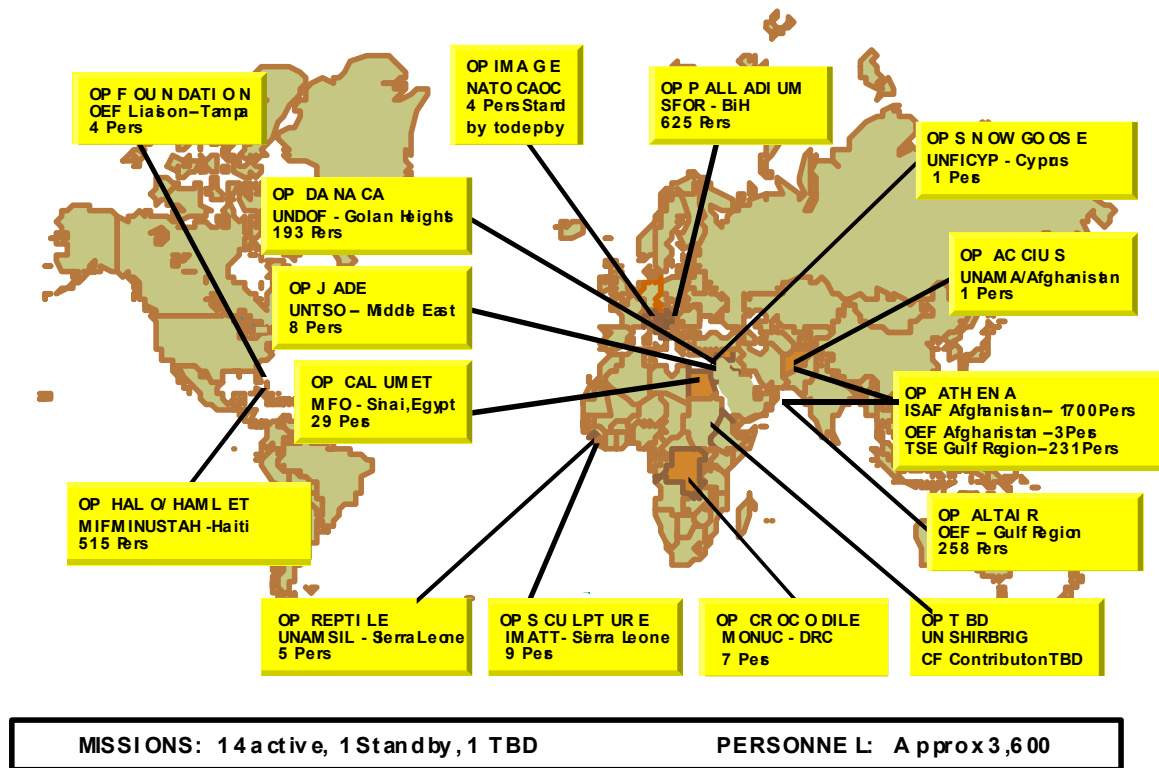 OP FOUNDATION
OEF Liaison–Tampa
4 Pers
OP IMAGE
NATO CAOC
4 Pers Stand
by todepby
OP PALLADIUM
SFOR - BiH
625 Pers
OP SNOWGOOSE
UNFICYP - Cyprus
1 Pers
OP DANACA
UNDOF - Golan Heights
193 Pers
OP ACCIUS
UNAMA/Afghanistan
1 Pers
OP JADE
UNTSO – Middle East
8 Pers
OP CALUMET
MFO - Sinai, Egypt
29 Pers
OP ATHENA
ISAF Afghanistan – 1700 Pers
OEF Afghanistan – 3 Pers
TSE Gulf Region – 231 Pers
OP HALO/HAMLET
MIFMINUSTAH -Haiti
515 Pers
OP ALTAIR
OEF – Gulf Region
258 Pers
OP REPTILE
UNAMSIL - Sierra Leone
5 Pers
OP SCULPTURE
IMATT - Sierra Leone
9 Pers
OP CROCODILE
MONUC - DRC
7 Pers
OP TBD
UN SHIRBRIG
CF Contribution TBD
MISSIONS: 14 active, 1 Standby, 1 TBD PERSONNEL: Approx 3,600